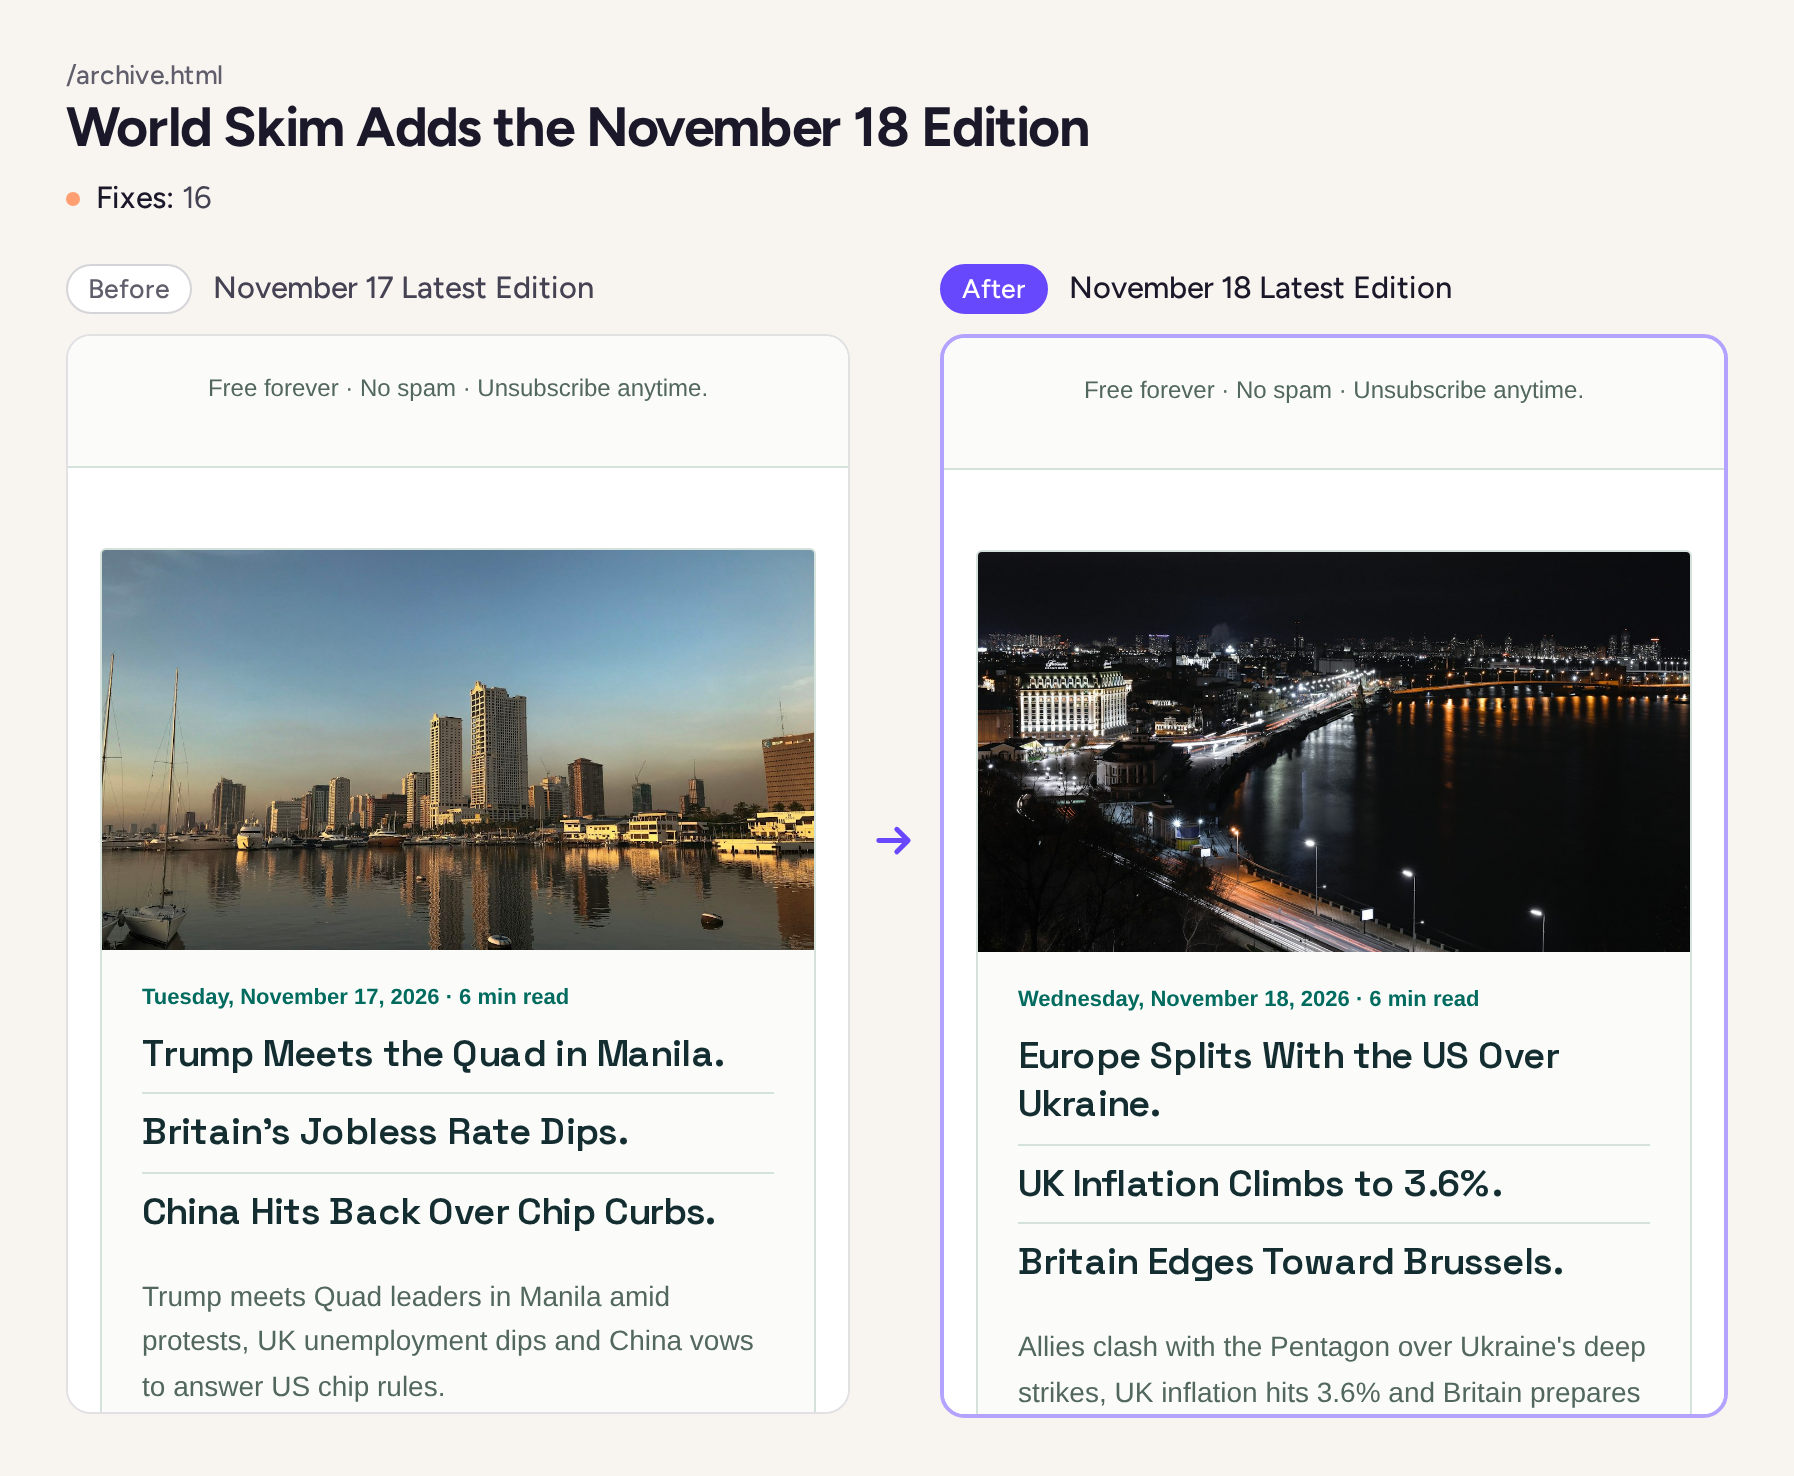 /archive.html
World Skim Adds the November 18 Edition
Fixes: 16
Before November 17 Latest Edition
Free forever · No spam · Unsubscribe anytime.
Tuesday, November 17, 2026 · 6 min read
Trump Meets the Quad in Manila.
Britain’s Jobless Rate Dips.
China Hits Back Over Chip Curbs.
Trump meets Quad leaders in Manila amid
protests, UK unemployment dips and China vows
to answer US chip rules.
After November 18 Latest Edition
Free forever · No spam · Unsubscribe anytime.
Wednesday, November 18, 2026 · 6 min read
Europe Splits With the US Over
Ukraine.
UK Inflation Climbs to 3.6%.
Britain Edges Toward Brussels.
Allies clash with the Pentagon over Ukraine's deep
strikes, UK inflation hits 3.6% and Britain prepares